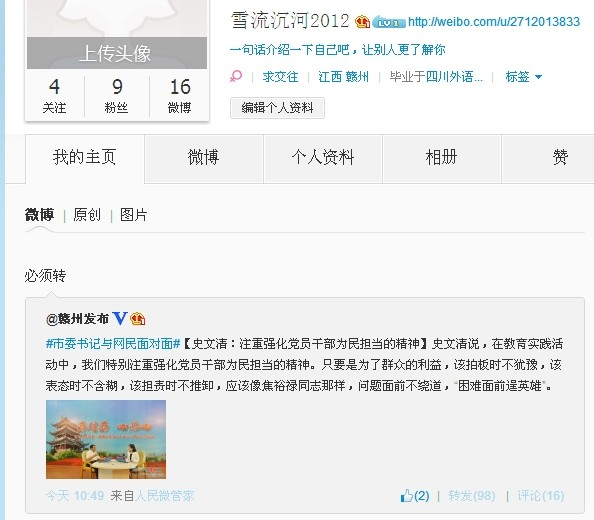 雪流沉河2012 LV 1 http://weibo.com/u/2712013833
一句话介绍一下自己吧，让别人更了解你
上传头像
求交往 | 江西 赣州 | 毕业于四川外语... | 标签
4 9 16
关注 粉丝 微博
编辑个人资料
我的主页 微博 个人资料 相册 赞
微博 | 原创 | 图片
必须转
@赣州发布 V
#市委书记与网民面对面#【史文清：注重强化党员干部为民担当的精神】史文清说，在教育实践活
动中，我们特别注重强化党员干部为民担当的精神。只要是为了群众的利益，该拍板时不犹豫，该
表态时不含糊，该担责时不推卸，应该像焦裕禄同志那样，问题面前不绕道，“困难面前逞英雄”。
今天 10:49 来自人民微管家 (2) | 转发(98) | 评论(16)